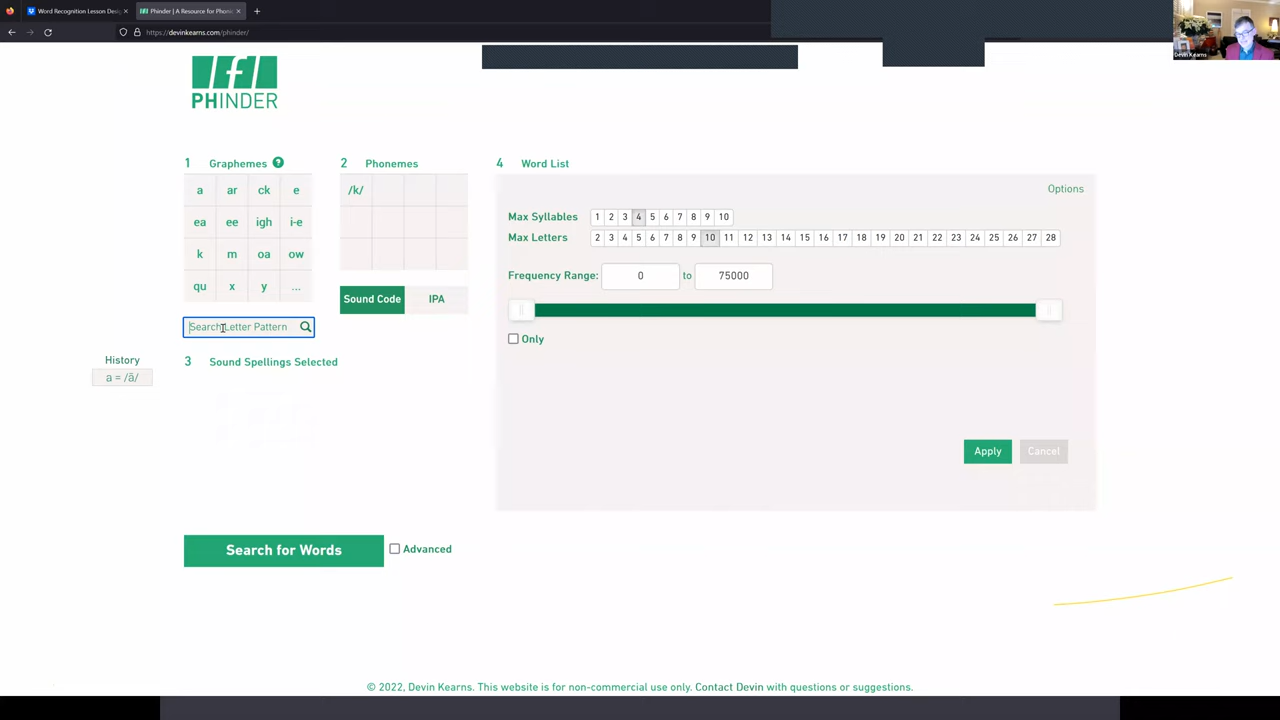 Word Recognition Lesson Desig
Phinder | A Resource for Phoni
https://devinkearns.com/phinder/
Devin Kearns
f
PHINDER
1 Graphemes ?
a ar ck e
ea ee igh i-e
k m oa ow
qu x y ...
Search Letter Pattern
2 Phonemes
/k/
Sound Code IPA
History
a = /ā/
3 Sound Spellings Selected
4 Word List
Options
Max Syllables 1 2 3 4 5 6 7 8 9 10
Max Letters 2 3 4 5 6 7 8 9 10 11 12 13 14 15 16 17 18 19 20 21 22 23 24 25 26 27 28
Frequency Range: 0 to 75000
Only
Apply Cancel
Search for Words Advanced
© 2022, Devin Kearns. This website is for non-commercial use only. Contact Devin with questions or suggestions.